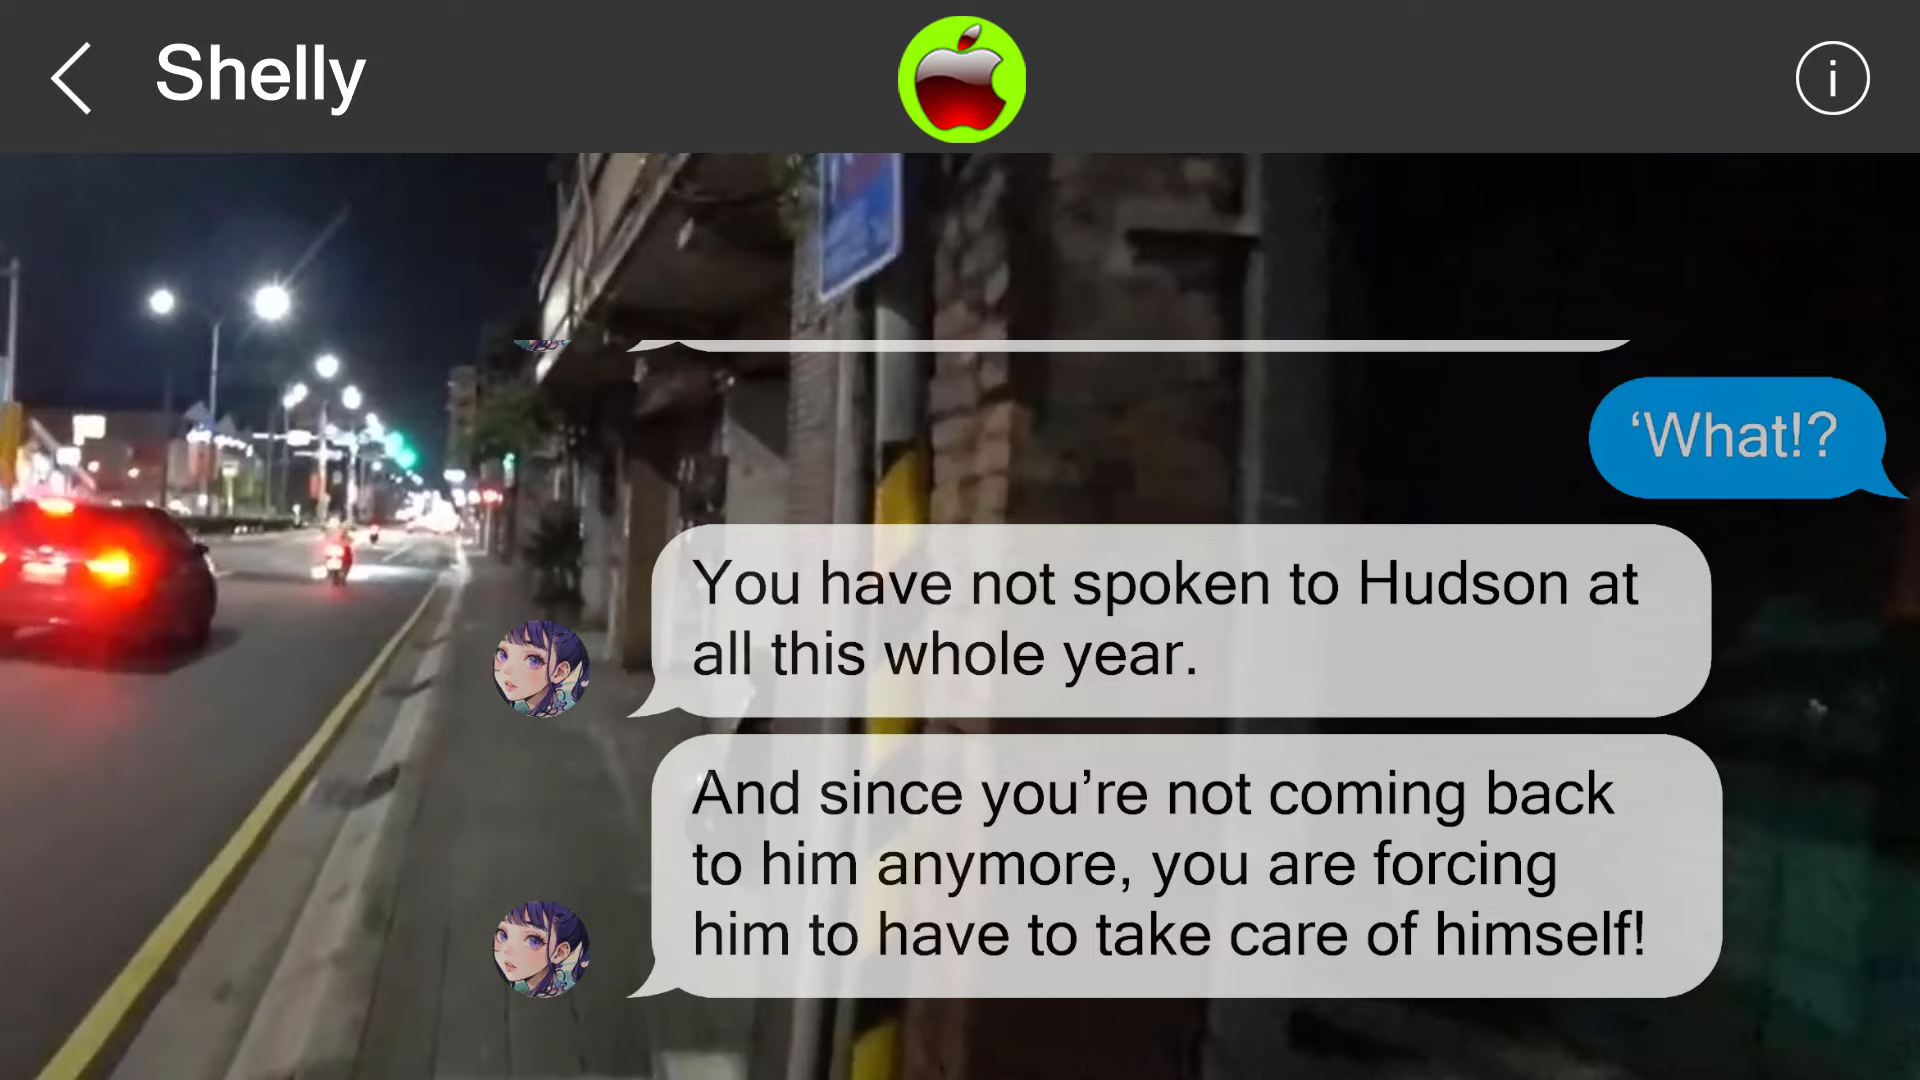 Shelly
i
‘What!?
You have not spoken to Hudson at
all this whole year.
And since you’re not coming back
to him anymore, you are forcing
him to have to take care of himself!